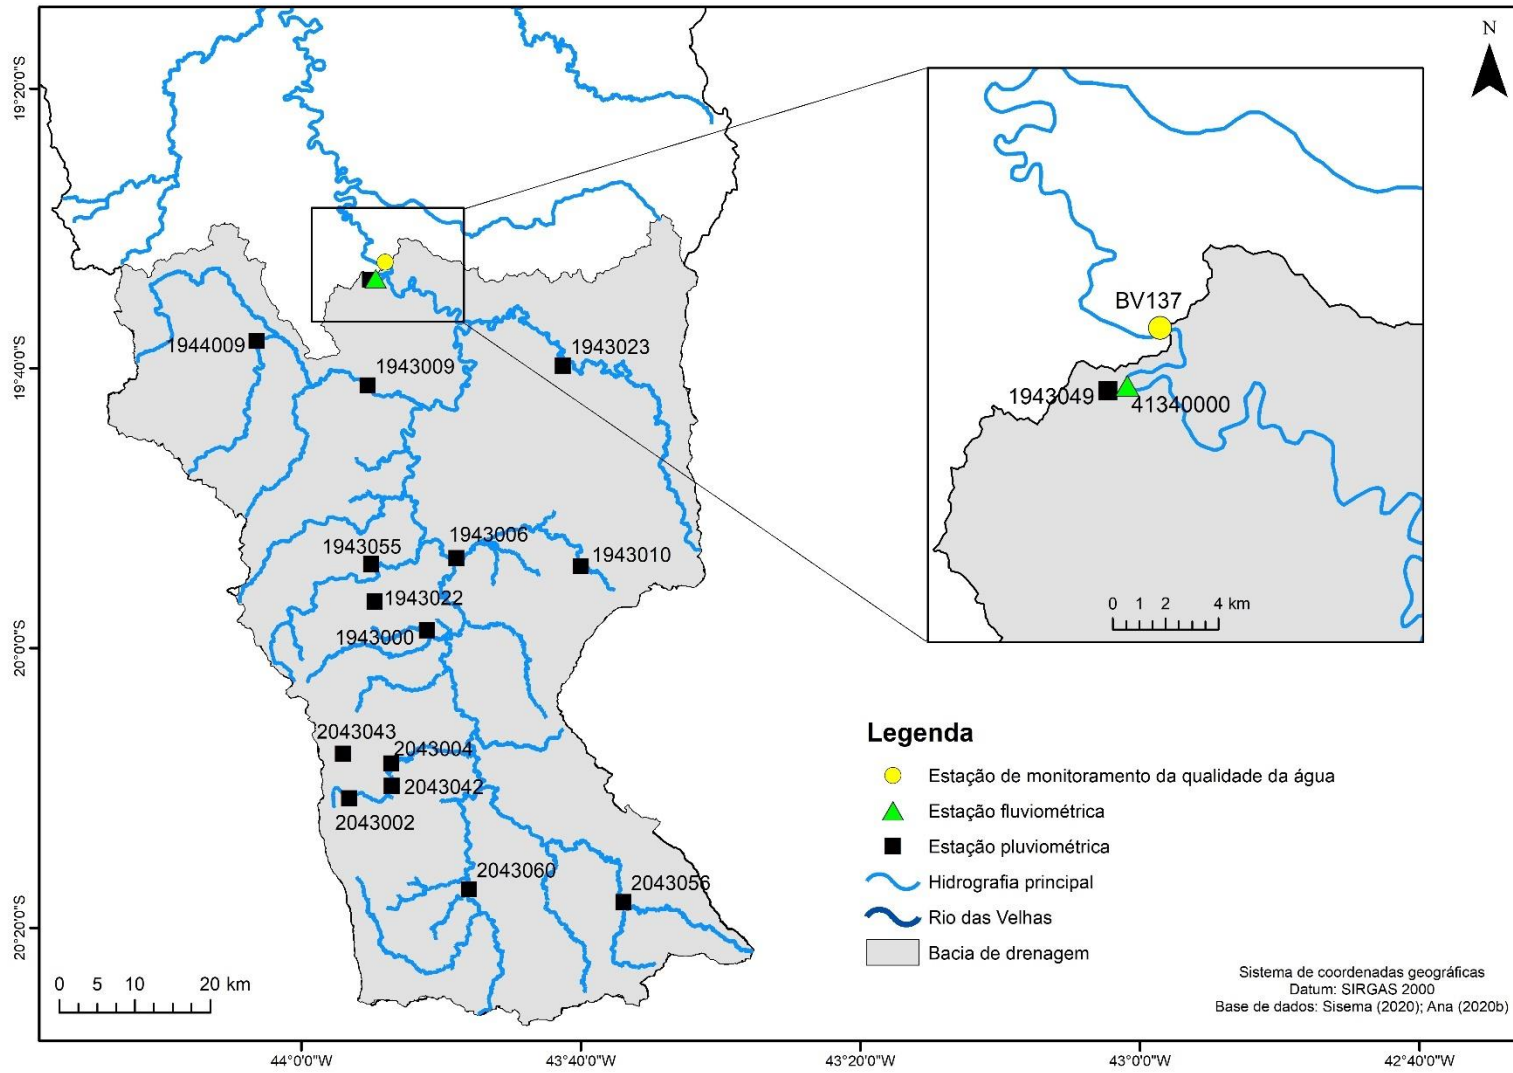 N
19°20'0"S
19°40'0"S
20°0'0"S
20°20'0"S
1944009
1943009
1943023
1943055
1943006
1943010
1943022
1943000
2043043
2043004
2043042
2043002
2043060
2043056
0 5 10 20 km
44°0'0"W
43°40'0"W
43°20'0"W
43°0'0"W
42°40'0"W
BV137
1943049
41340000
0 1 2 4 km
Legenda
Estação de monitoramento da qualidade da água
Estação fluviométrica
Estação pluviométrica
Hidrografia principal
Rio das Velhas
Bacia de drenagem
Sistema de coordenadas geográficas
Datum: SIRGAS 2000
Base de dados: Sisema (2020); Ana (2020b)